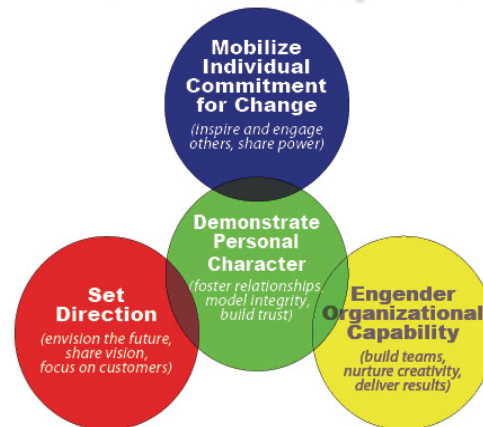 Mobilize
Individual
Commitment
for Change
(inspire and engage
others, share power)
Demonstrate
Personal
Character
(foster relationships,
model integrity,
build trust)
Set
Direction
(envision the future,
share vision,
focus on customers)
Engender
Organizational
Capability
(build teams,
nurture creativity,
deliver results)